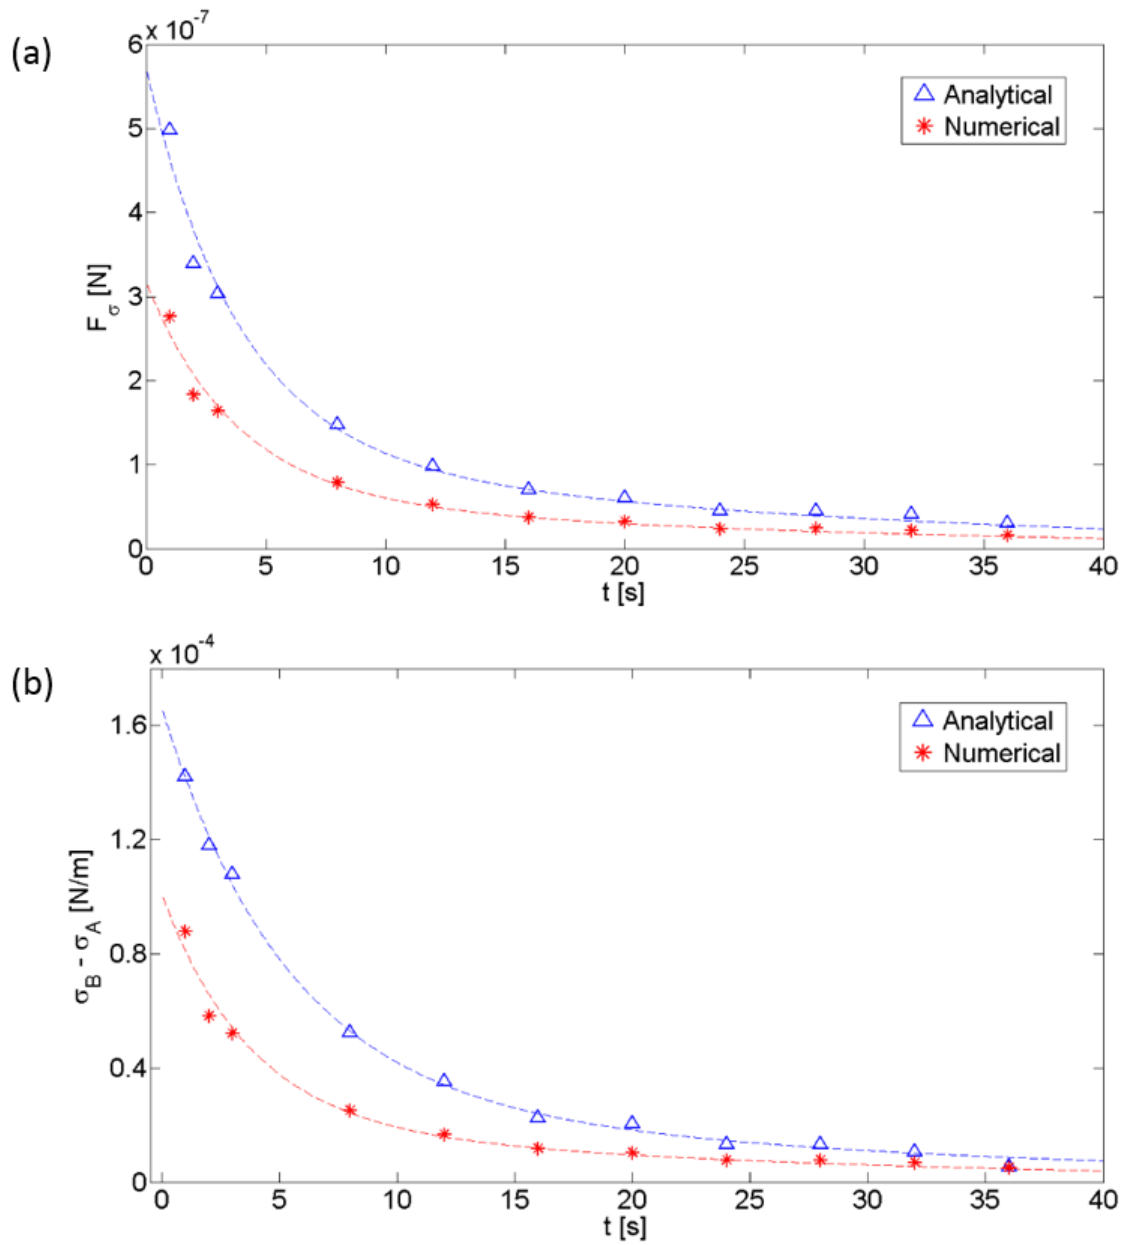 (a)
x 10^-7
6
5
4
3
2
1
0
F_σ [N]
0 5 10 15 20 25 30 35 40
t [s]
Analytical
Numerical
(b)
x 10^-4
1.6
1.2
0.8
0.4
0
σ_B - σ_A [N/m]
0 5 10 15 20 25 30 35 40
t [s]
Analytical
Numerical